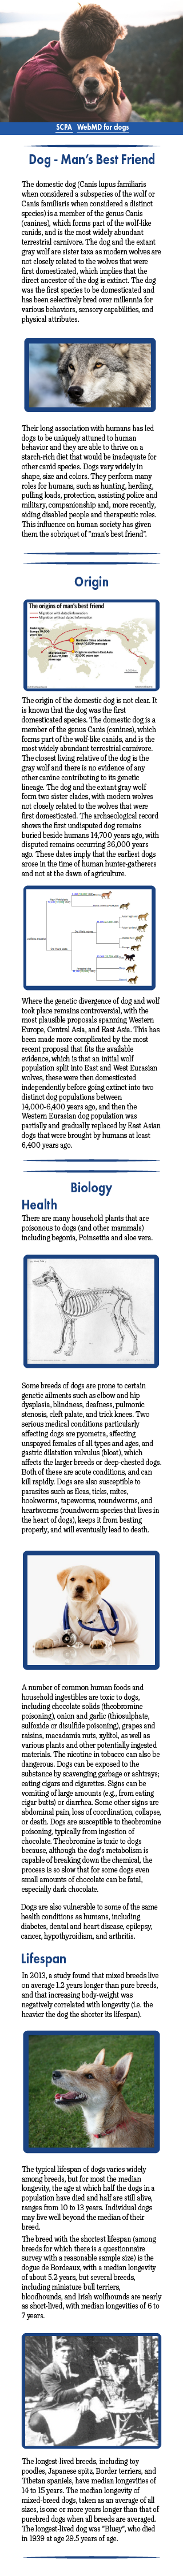 SCPA WebMD for dogs
Dog - Man's Best Friend
The domestic dog (Canis lupus familiaris
when considered a subspecies of the wolf or
Canis familiaris when considered a distinct
species) is a member of the genus Canis
(canines), which forms part of the wolf-like
canids, and is the most widely abundant
terrestrial carnivore. The dog and the extant
gray wolf are sister taxa as modern wolves are
not closely related to the wolves that were
first domesticated, which implies that the
direct ancestor of the dog is extinct. The dog
was the first species to be domesticated and
has been selectively bred over millennia for
various behaviors, sensory capabilities, and
physical attributes.
Their long association with humans has led
dogs to be uniquely attuned to human
behavior and they are able to thrive on a
starch-rich diet that would be inadequate for
other canid species. Dogs vary widely in
shape, size and colors. They perform many
roles for humans, such as hunting, herding,
pulling loads, protection, assisting police and
military, companionship and, more recently,
aiding disabled people and therapeutic roles.
This influence on human society has given
them the sobriquet of "man's best friend".
Origin
The origins of man's best friend
The origin of the domestic dog is not clear. It
is known that the dog was the first
domesticated species. The domestic dog is a
member of the genus Canis (canines), which
forms part of the wolf-like canids, and is the
most widely abundant terrestrial carnivore.
The closest living relative of the dog is the
gray wolf and there is no evidence of any
other canine contributing to its genetic
lineage. The dog and the extant gray wolf
form two sister clades, with modern wolves
not closely related to the wolves that were
first domesticated. The archaeological record
shows the first undisputed dog remains
buried beside humans 14,700 years ago, with
disputed remains occurring 36,000 years
ago. These dates imply that the earliest dogs
arose in the time of human hunter-gatherers
and not at the dawn of agriculture.
Where the genetic divergence of dog and wolf
took place remains controversial, with the
most plausible proposals spanning Western
Europe, Central Asia, and East Asia. This has
been made more complicated by the most
recent proposal that fits the available
evidence, which is that an initial wolf
population split into East and West Eurasian
wolves, these were then domesticated
independently before going extinct into two
distinct dog populations between
14,000-6,400 years ago, and then the
Western Eurasian dog population was
partially and gradually replaced by East Asian
dogs that were brought by humans at least
6,400 years ago.
Biology
Health
There are many household plants that are
poisonous to dogs (and other mammals)
including begonia, Poinsettia and aloe vera.
Some breeds of dogs are prone to certain
genetic ailments such as elbow and hip
dysplasia, blindness, deafness, pulmonic
stenosis, cleft palate, and trick knees. Two
serious medical conditions particularly
affecting dogs are pyometra, affecting
unspayed females of all types and ages, and
gastric dilatation volvulus (bloat), which
affects the larger breeds or deep-chested dogs.
Both of these are acute conditions, and can
kill rapidly. Dogs are also susceptible to
parasites such as fleas, ticks, mites,
hookworms, tapeworms, roundworms, and
heartworms (roundworm species that lives in
the heart of dogs), keeps it from beating
properly, and will eventually lead to death.
A number of common human foods and
household ingestibles are toxic to dogs,
including chocolate solids (theobromine
poisoning), onion and garlic (thiosulphate,
sulfoxide or disulfide poisoning), grapes and
raisins, macadamia nuts, xylitol, as well as
various plants and other potentially ingested
materials. The nicotine in tobacco can also be
dangerous. Dogs can be exposed to the
substance by scavenging garbage or ashtrays;
eating cigars and cigarettes. Signs can be
vomiting of large amounts (e.g., from eating
cigar butts) or diarrhea. Some other signs are
abdominal pain, loss of coordination, collapse,
or death. Dogs are susceptible to theobromine
poisoning, typically from ingestion of
chocolate. Theobromine is toxic to dogs
because, although the dog's metabolism is
capable of breaking down the chemical, the
process is so slow that for some dogs even
small amounts of chocolate can be fatal,
especially dark chocolate.
Dogs are also vulnerable to some of the same
health conditions as humans, including
diabetes, dental and heart disease, epilepsy,
cancer, hypothyroidism, and arthritis.
Lifespan
In 2013, a study found that mixed breeds live
on average 1.2 years longer than pure breeds,
and that increasing body-weight was
negatively correlated with longevity (i.e. the
heavier the dog the shorter its lifespan).
The typical lifespan of dogs varies widely
among breeds, but for most the median
longevity, the age at which half the dogs in a
population have died and half are still alive,
ranges from 10 to 13 years. Individual dogs
may live well beyond the median of their
breed.
The breed with the shortest lifespan (among
breeds for which there is a questionnaire
survey with a reasonable sample size) is the
dogue de Bordeaux, with a median longevity
of about 5.2 years, but several breeds,
including miniature bull terriers,
bloodhounds, and Irish wolfhounds are nearly
as short-lived, with median longevities of 6 to
7 years.
The longest-lived breeds, including toy
poodles, Japanese spitz, Border terriers, and
Tibetan spaniels, have median longevities of
14 to 15 years. The median longevity of
mixed-breed dogs, taken as an average of all
sizes, is one or more years longer than that of
purebred dogs when all breeds are averaged.
The longest-lived dog was "Bluey", who died
in 1939 at age 29.5 years of age.